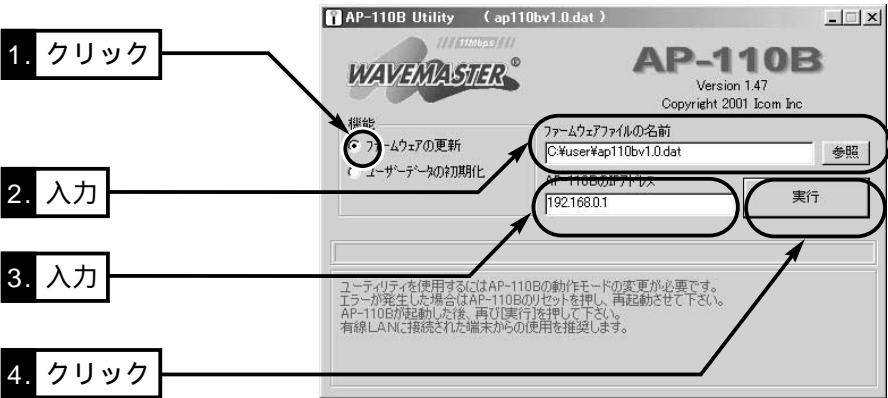 AP-110B Utility ( ap110bv1.0.dat )
11Mbps
WAVEMASTER®
AP-110B
Version 1.47
Copyright 2001 Icom Inc
1. クリック
機能
ファームウェアの更新
ユーザーデータの初期化
ファームウェアファイルの名前
C:¥user¥ap110bv1.0.dat
参照
2. 入力
AP-110BのIPアドレス
192.168.0.1
実行
3. 入力
ユーティリティを使用するにはAP-110Bの動作モードの変更が必要です。
エラーが発生した場合はAP-110Bのリセットを押し、再起動させて下さい。
AP-110Bが起動した後、再び[実行]を押して下さい。
有線LANに接続された端末からの使用を推奨します。
4. クリック